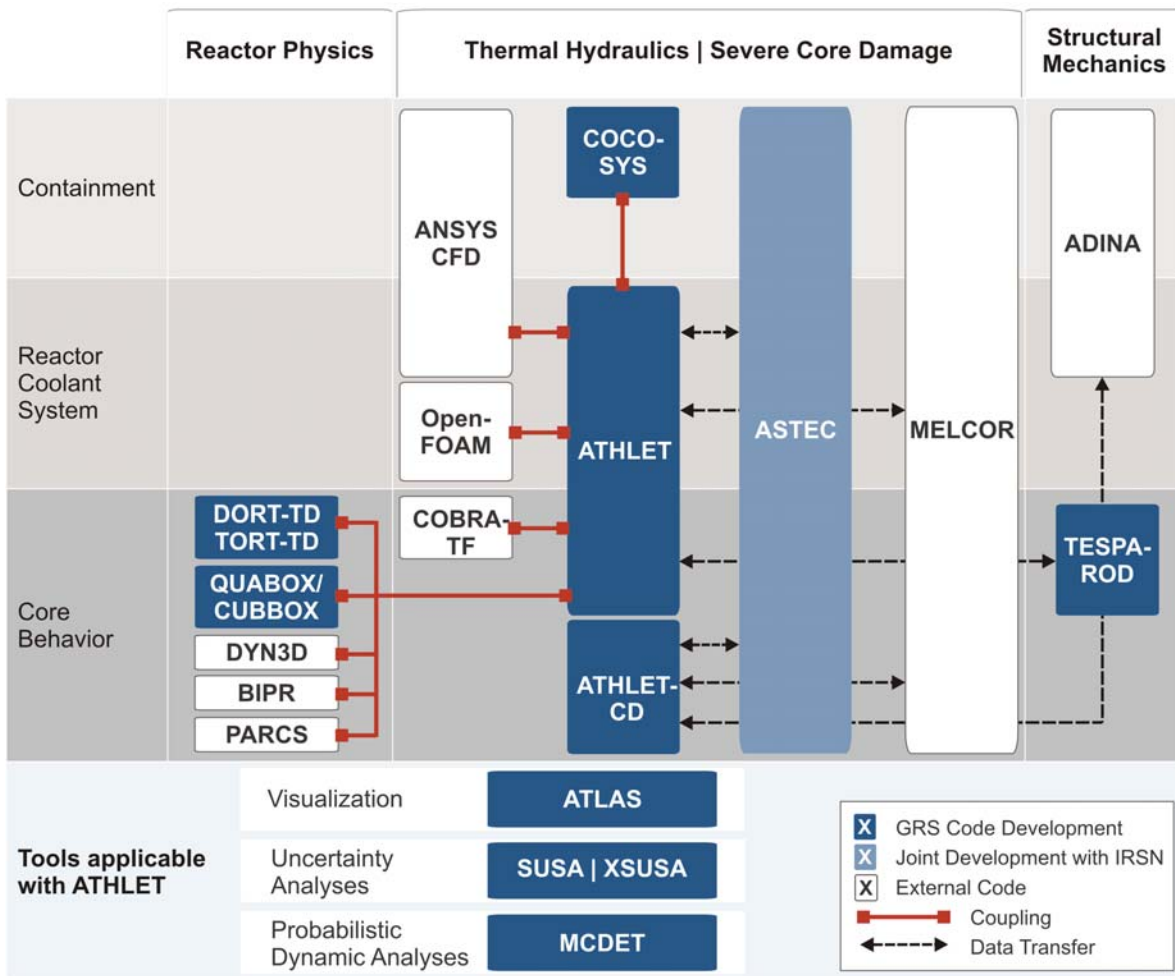 Reactor Physics
Thermal Hydraulics | Severe Core Damage
Structural
Mechanics
Containment
COCO-
SYS
ANSYS
CFD
ADINA
Reactor
Coolant
System
Open-
FOAM
ATHLET
ASTEC
MELCOR
Core
Behavior
DORT-TD
TORT-TD
QUABOX/
CUBBOX
DYN3D
BIPR
PARCS
COBRA-
TF
ATHLET-
CD
TESPA-
ROD
Tools applicable
with ATHLET
Visualization
ATLAS
Uncertainty
Analyses
SUSA | XSUSA
Probabilistic
Dynamic Analyses
MCDET
X GRS Code Development
X Joint Development with IRSN
X External Code
Coupling
Data Transfer